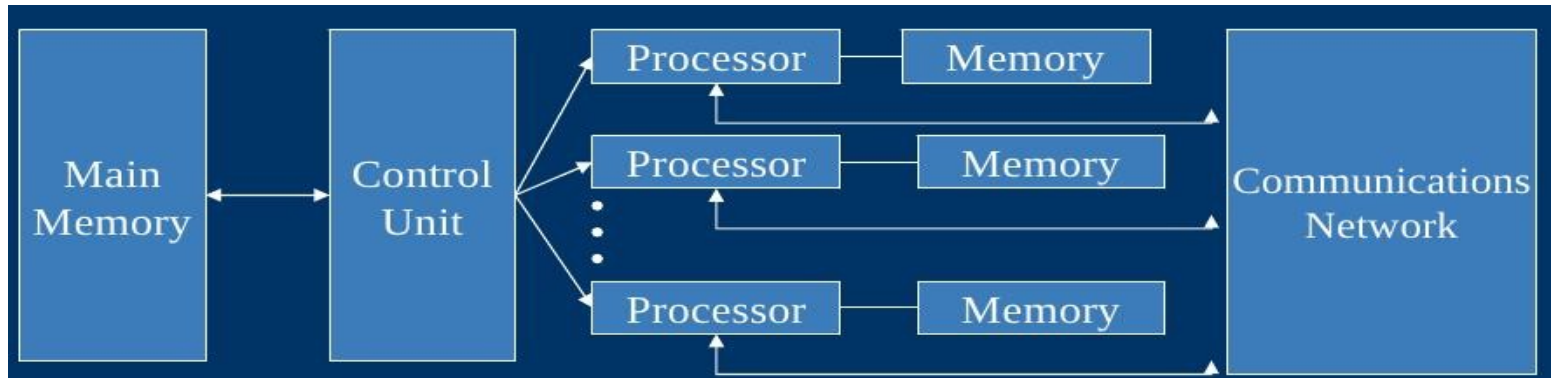 Main
Memory
Control
Unit
Processor
Memory
Processor
Memory
Processor
Memory
Communications
Network